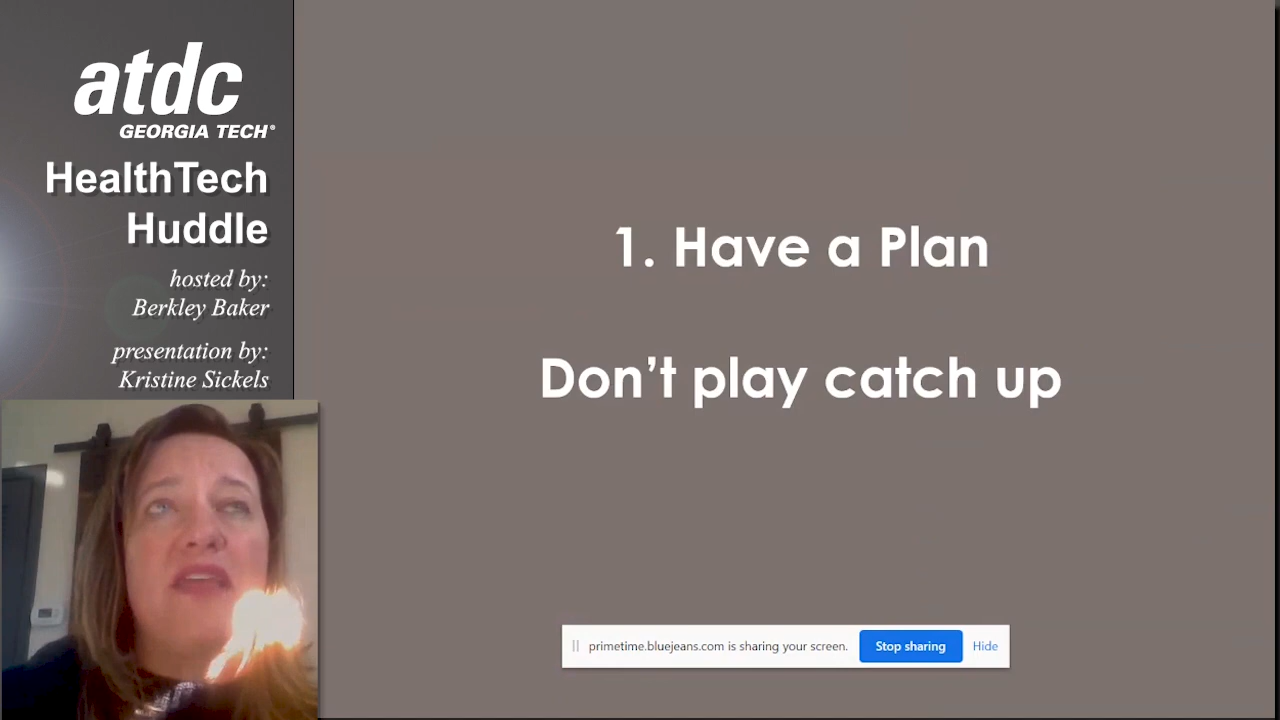 atdc
GEORGIA TECH®
HealthTech
Huddle
hosted by:
Berkley Baker
presentation by:
Kristine Sickels
1. Have a Plan
Don't play catch up
primetime.bluejeans.com is sharing your screen.
Stop sharing
Hide